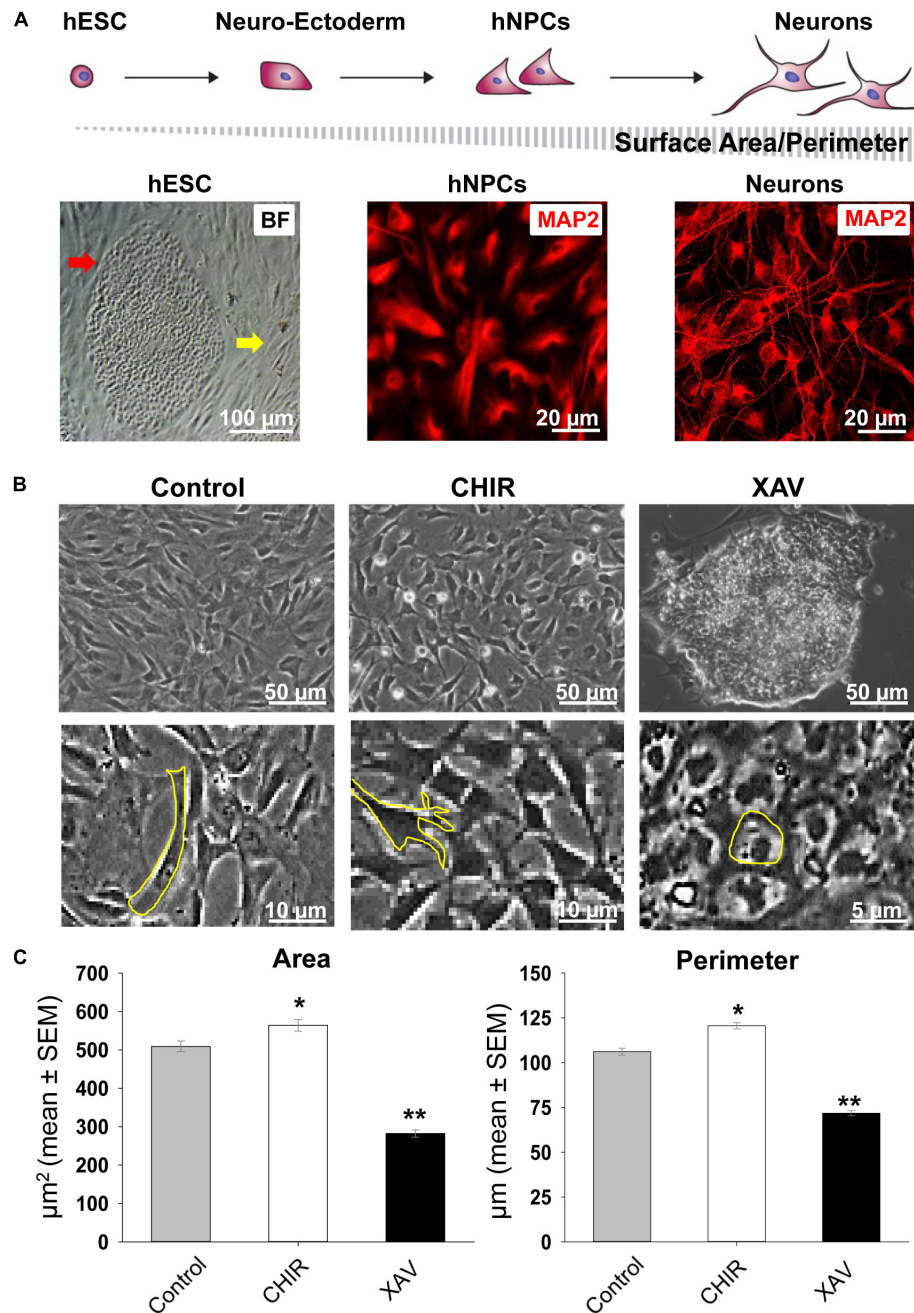 A
hESC Neuro-Ectoderm hNPCs Neurons
Surface Area/Perimeter
hESC hNPCs Neurons
BF MAP2 MAP2
100 µm 20 µm 20 µm
B
Control CHIR XAV
50 µm 50 µm 50 µm
10 µm 10 µm 5 µm
C
Area
µm² (mean ± SEM)
700
600
500
400
300
200
100
0
*
**
Control CHIR XAV
Perimeter
µm (mean ± SEM)
150
125
100
75
50
25
0
*
**
Control CHIR XAV